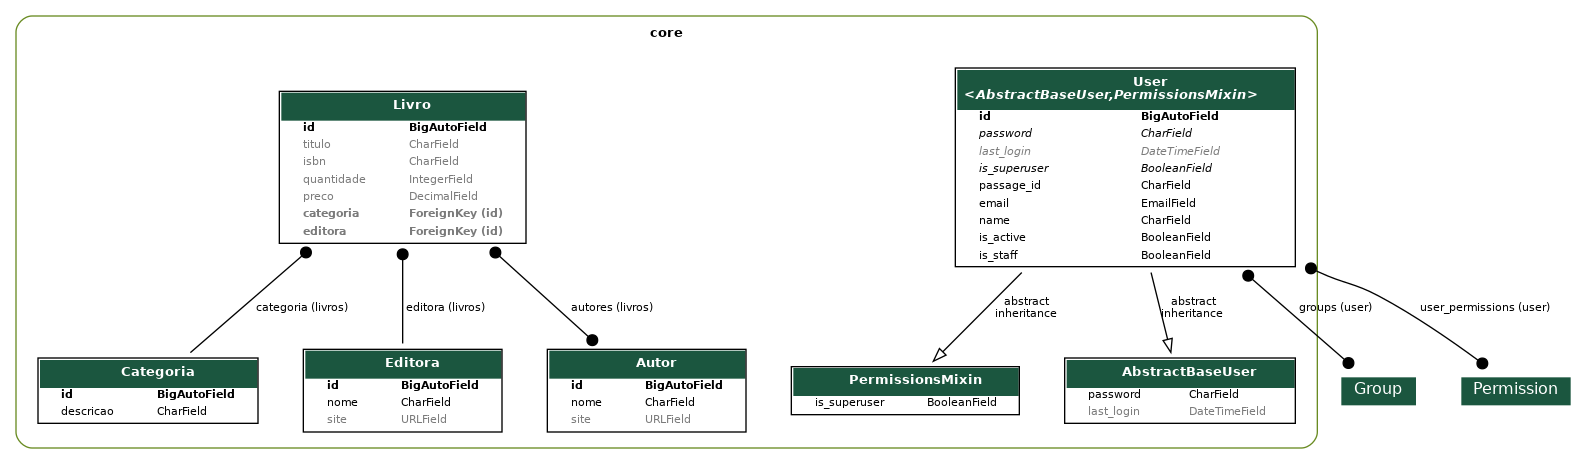 core
Livro
id BigAutoField
titulo CharField
isbn CharField
quantidade IntegerField
preco DecimalField
categoria ForeignKey (id)
editora ForeignKey (id)
User
<AbstractBaseUser,PermissionsMixin>
id BigAutoField
password CharField
last_login DateTimeField
is_superuser BooleanField
passage_id CharField
email EmailField
name CharField
is_active BooleanField
is_staff BooleanField
categoria (livros)
editora (livros)
autores (livros)
abstract
inheritance
abstract
inheritance
groups (user)
user_permissions (user)
Categoria
id BigAutoField
descricao CharField
Editora
id BigAutoField
nome CharField
site URLField
Autor
id BigAutoField
nome CharField
site URLField
PermissionsMixin
is_superuser BooleanField
AbstractBaseUser
password CharField
last_login DateTimeField
Group
Permission